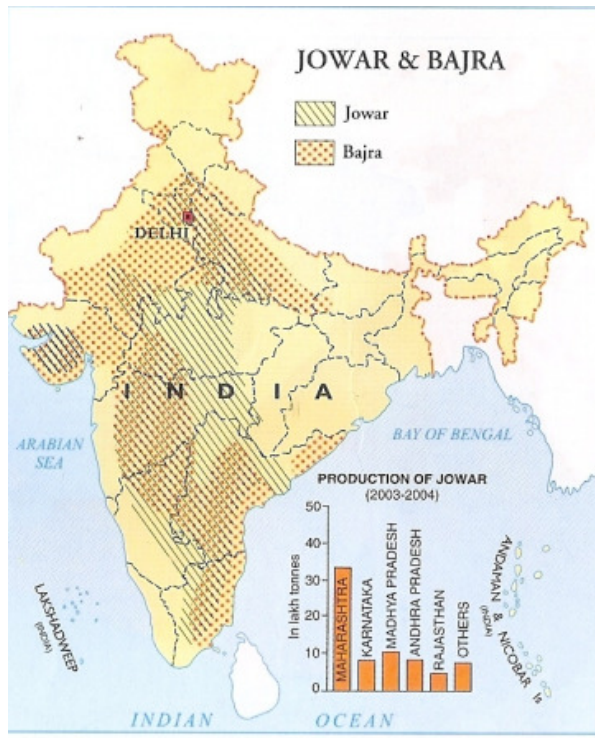 JOWAR & BAJRA
Jowar
Bajra
DELHI
INDIA
ARABIAN
SEA
BAY OF BENGAL
PRODUCTION OF JOWAR
(2003-2004)
In lakh tonnes
50
40
30
20
10
0
MAHARASHTRA
KARNATAKA
MADHYA PRADESH
ANDHRA PRADESH
RAJASTHAN
OTHERS
ANDAMAN & NICOBAR Is
(INDIA)
LAKSHADWEEP
(INDIA)
INDIAN OCEAN